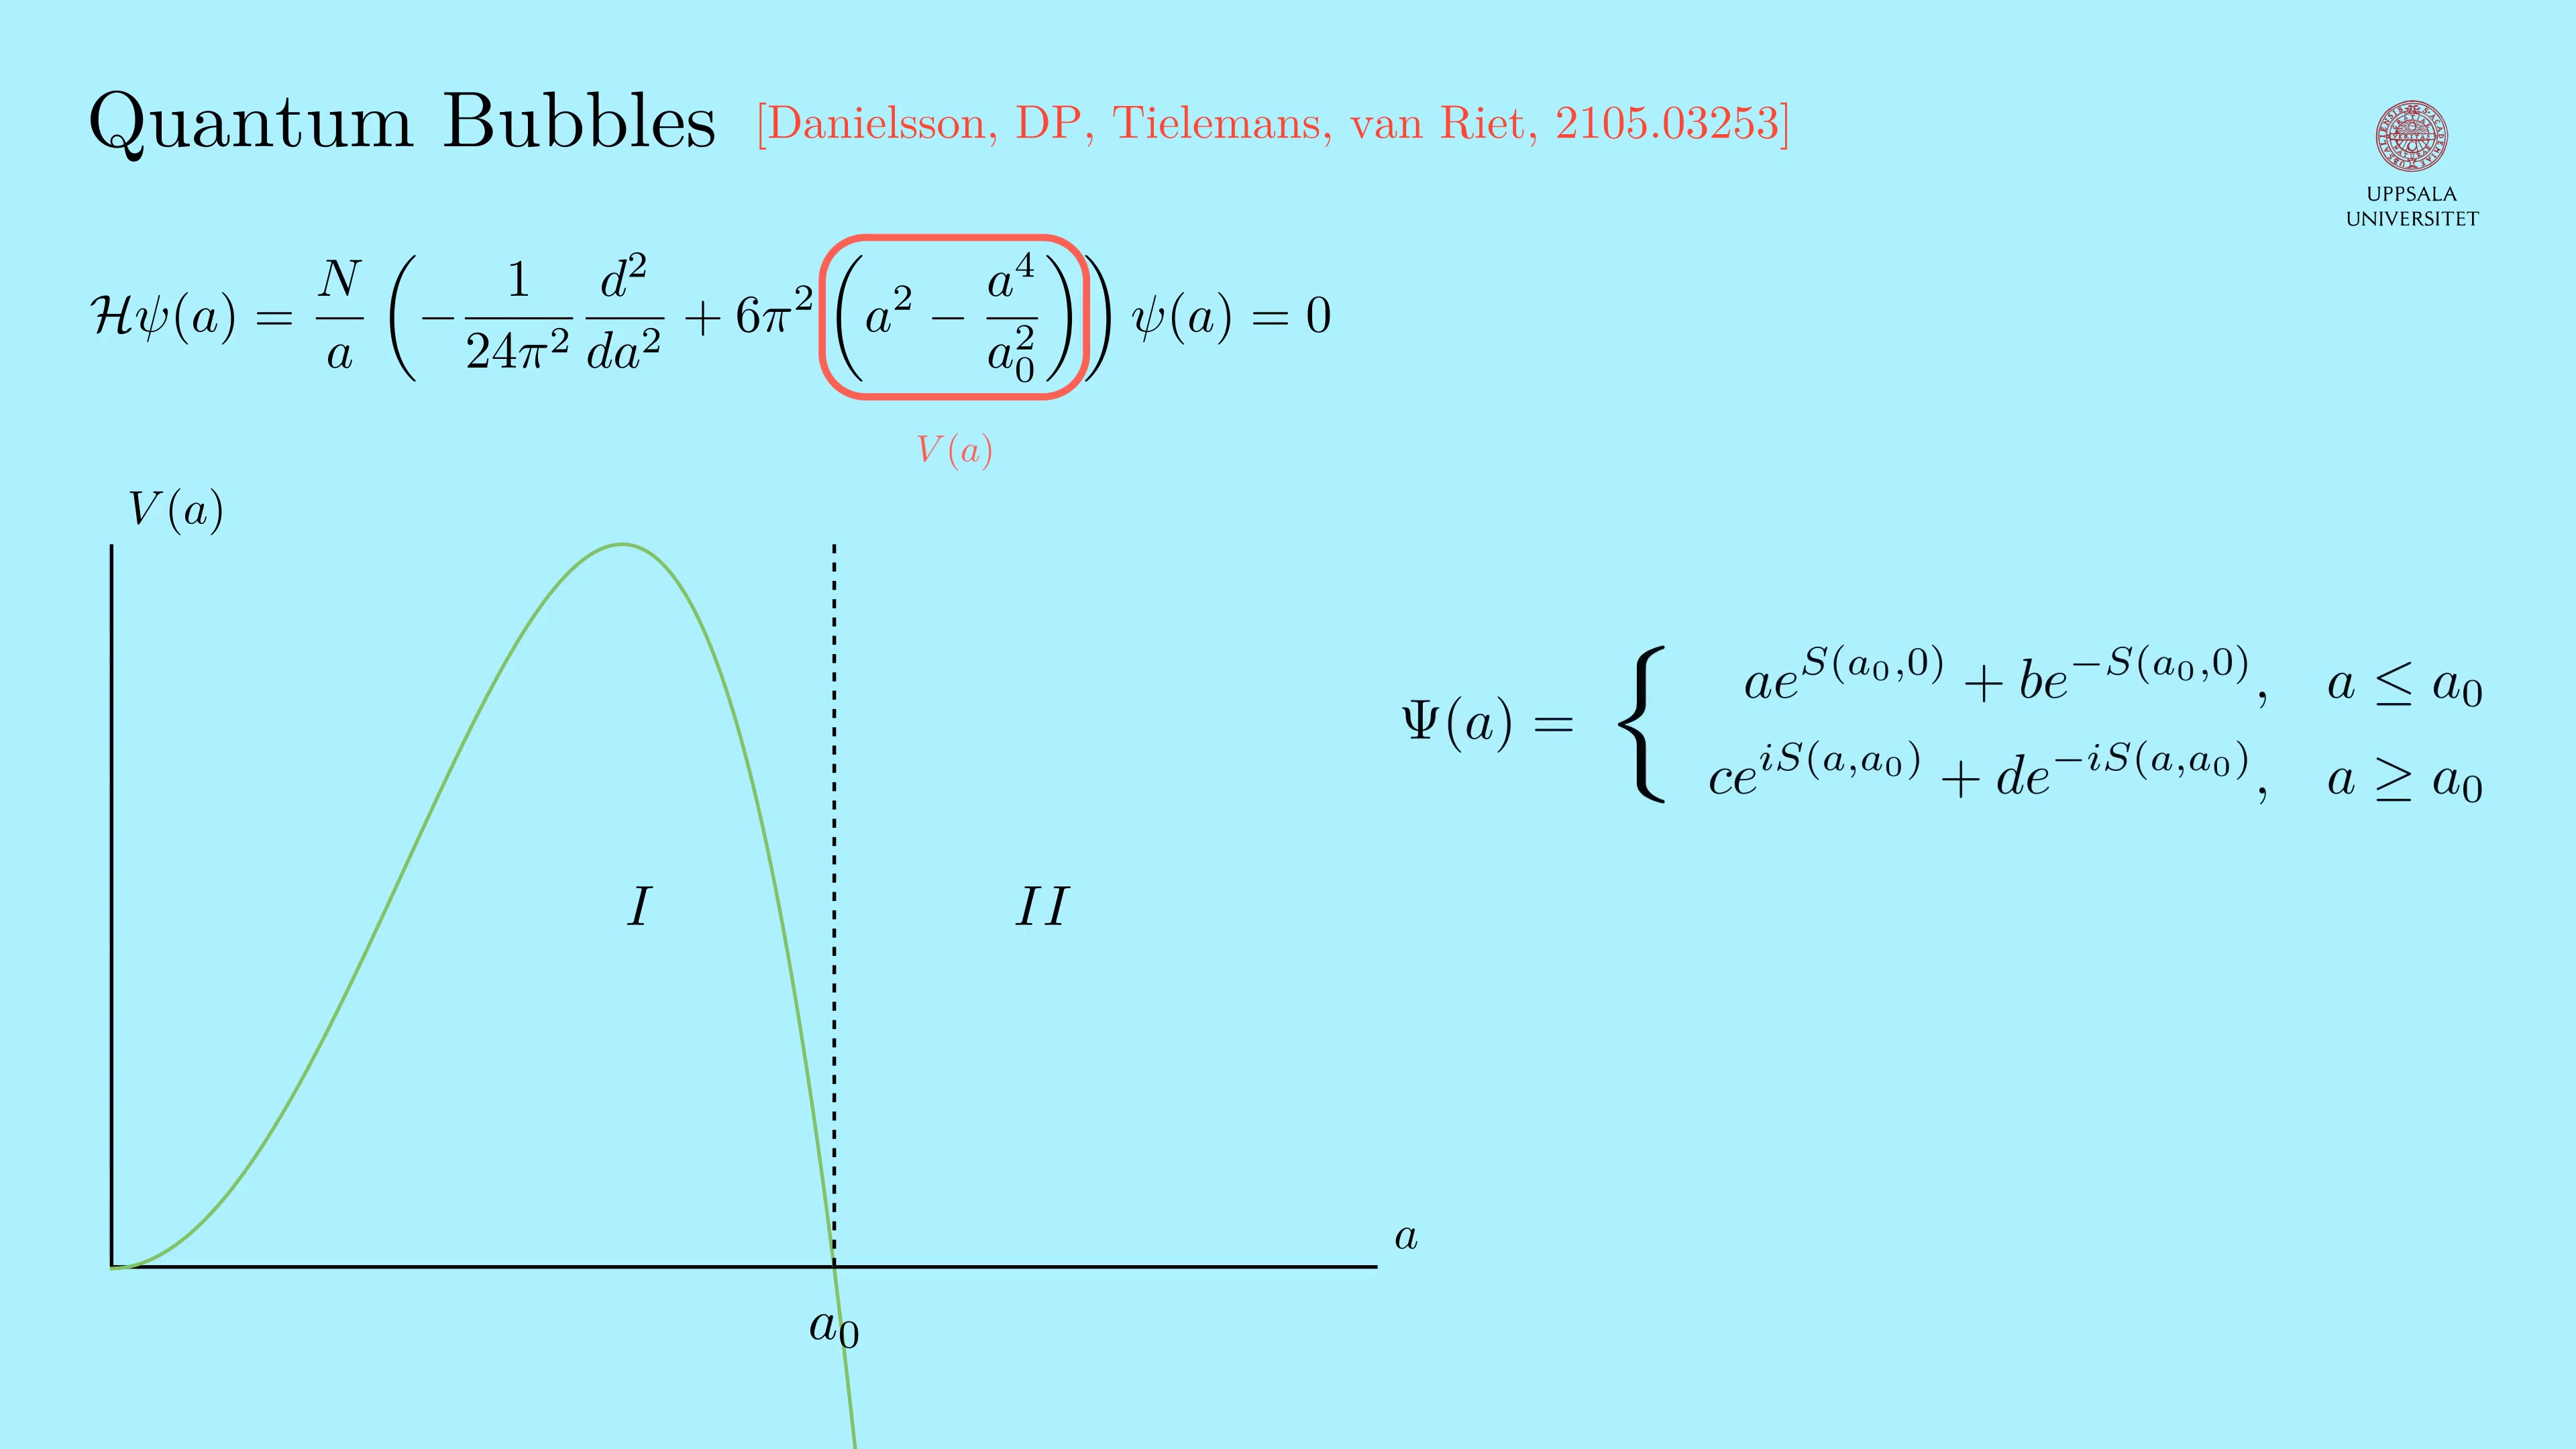 Quantum Bubbles [Danielsson, DP, Tielemans, van Riet, 2105.03253]
UPPSALA
UNIVERSITET
$\mathcal{H}\psi(a) = \frac{N}{a} \left( -\frac{1}{24\pi^2} \frac{d^2}{da^2} + 6\pi^2 \left( a^2 - \frac{a^4}{a_0^2} \right) \right) \psi(a) = 0$
V(a)
V(a)
$\Psi(a) = \begin{cases} ae^{S(a_0,0)} + be^{-S(a_0,0)}, & a \leq a_0 \\ ce^{iS(a,a_0)} + de^{-iS(a,a_0)}, & a \geq a_0 \end{cases}$
I II
a
$a_0$